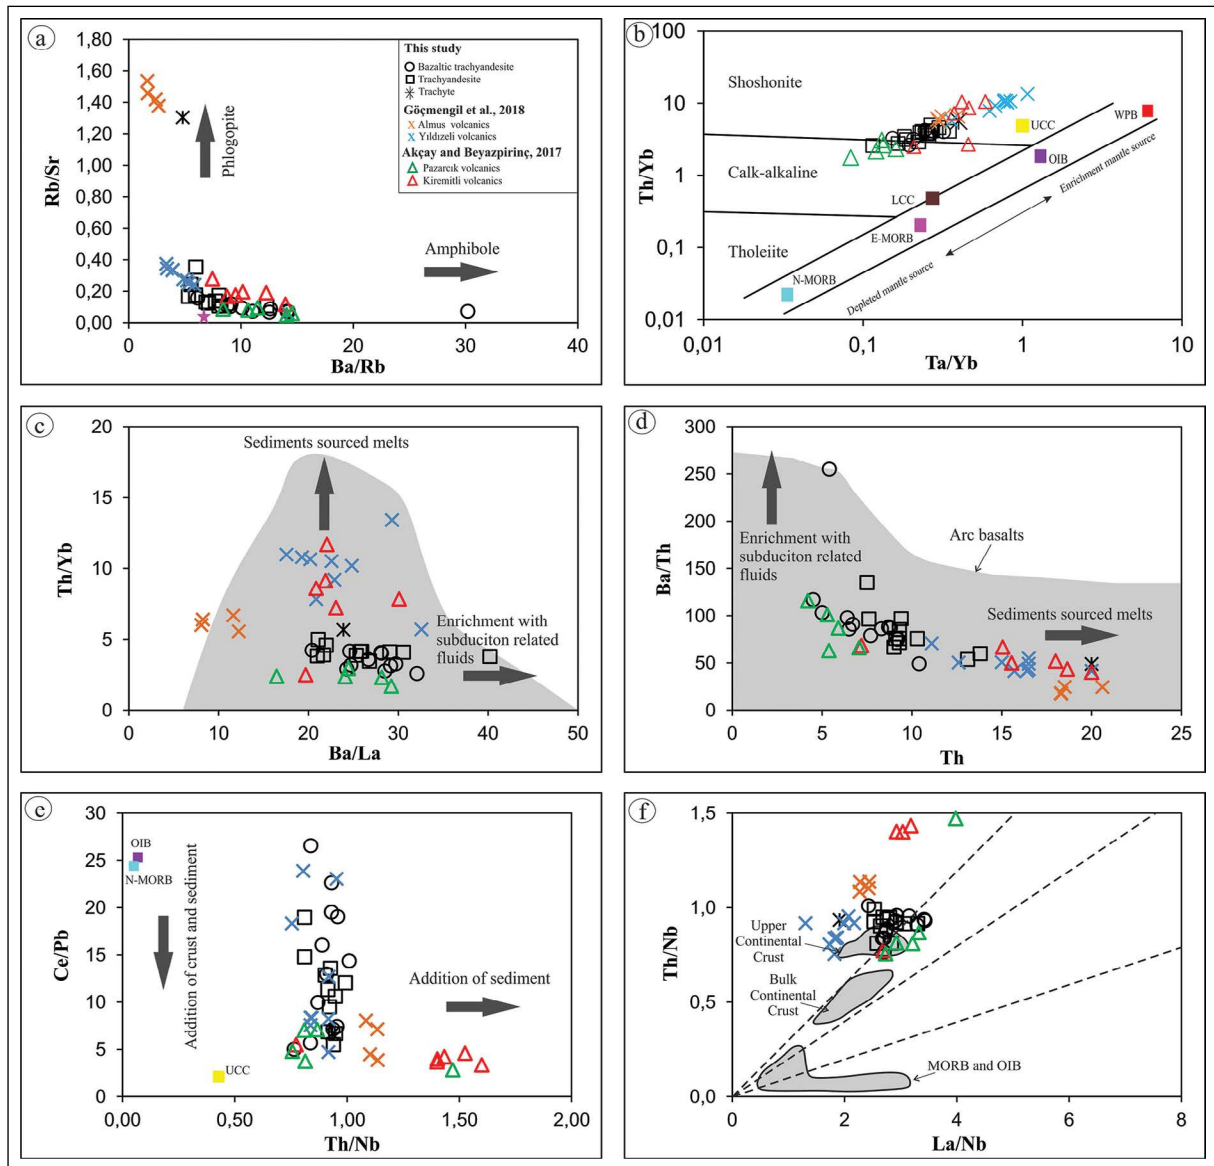 a
1,80
1,60
1,40
1,20
1,00
0,80
0,60
0,40
0,20
0,00
0
10
20
30
40
Rb/Sr
Ba/Rb
Phlogopite
Amphibole
This study
Bazaltic trachyandesite
Trachyandesite
Trachyte
Göçmengil et al., 2018
Almus volcanics
Yıldızeli volcanics
Akçay and Beyazpirinç, 2017
Pazarcık volcanics
Kiremitli volcanics
b
100
10
1
0,1
0,01
0,01
0,1
1
10
Th/Yb
Ta/Yb
Shoshonite
Calk-alkaline
Tholeiite
WPB
UCC
OIB
LCC
E-MORB
N-MORB
Enrichment mantle source
Depleted mantle source
c
20
15
10
5
0
0
10
20
30
40
50
Th/Yb
Ba/La
Sediments sourced melts
Enrichment with
subduciton related
fluids
d
300
250
200
150
100
50
0
0
5
10
15
20
25
Ba/Th
Th
Enrichment with
subduciton related
fluids
Arc basalts
Sediments sourced melts
e
30
25
20
15
10
5
0
0,00
0,50
1,00
1,50
2,00
Ce/Pb
Th/Nb
OIB
N-MORB
Addition of crust and sediment
UCC
Addition of sediment
f
1,5
1,0
0,5
0,0
0
2
4
6
8
Th/Nb
La/Nb
Upper
Continental
Crust
Bulk
Continental
Crust
MORB and OIB